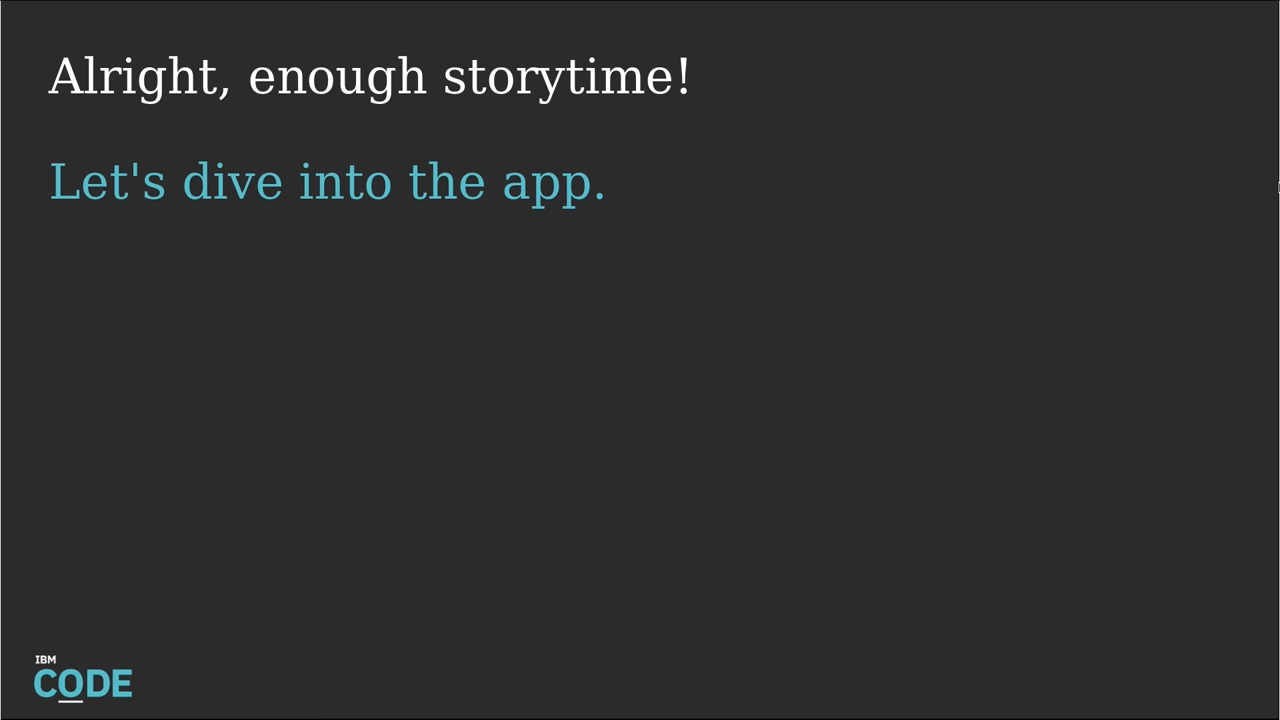 Alright, enough storytime!
Let's dive into the app.
IBM
CODE